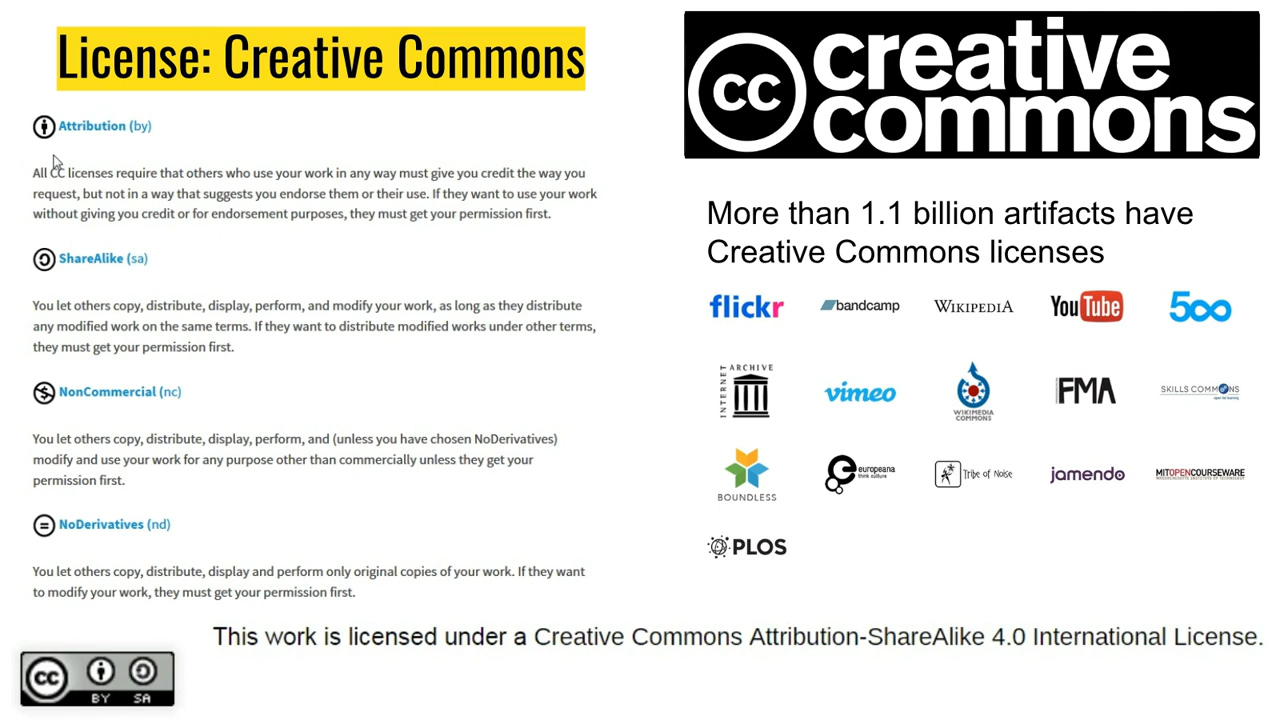 License: Creative Commons
Attribution (by)
All CC licenses require that others who use your work in any way must give you credit the way you
request, but not in a way that suggests you endorse them or their use. If they want to use your work
without giving you credit or for endorsement purposes, they must get your permission first.
ShareAlike (sa)
You let others copy, distribute, display, perform, and modify your work, as long as they distribute
any modified work on the same terms. If they want to distribute modified works under other terms,
they must get your permission first.
NonCommercial (nc)
You let others copy, distribute, display, perform, and (unless you have chosen NoDerivatives)
modify and use your work for any purpose other than commercially unless they get your
permission first.
NoDerivatives (nd)
You let others copy, distribute, display and perform only original copies of your work. If they want
to modify your work, they must get your permission first.
cc creative
commons
More than 1.1 billion artifacts have
Creative Commons licenses
flickr bandcamp WIKIPEDIA YouTube 500
INTERNET ARCHIVE vimeo WIKIMEDIA COMMONS FMA SKILLS COMMONS
BOUNDLESS europeana think culture Tribe of Noise jamendo MITOPENCOURSEWARE
MASSACHUSETTS INSTITUTE OF TECHNOLOGY
PLOS
This work is licensed under a Creative Commons Attribution-ShareAlike 4.0 International License.
cc BY SA